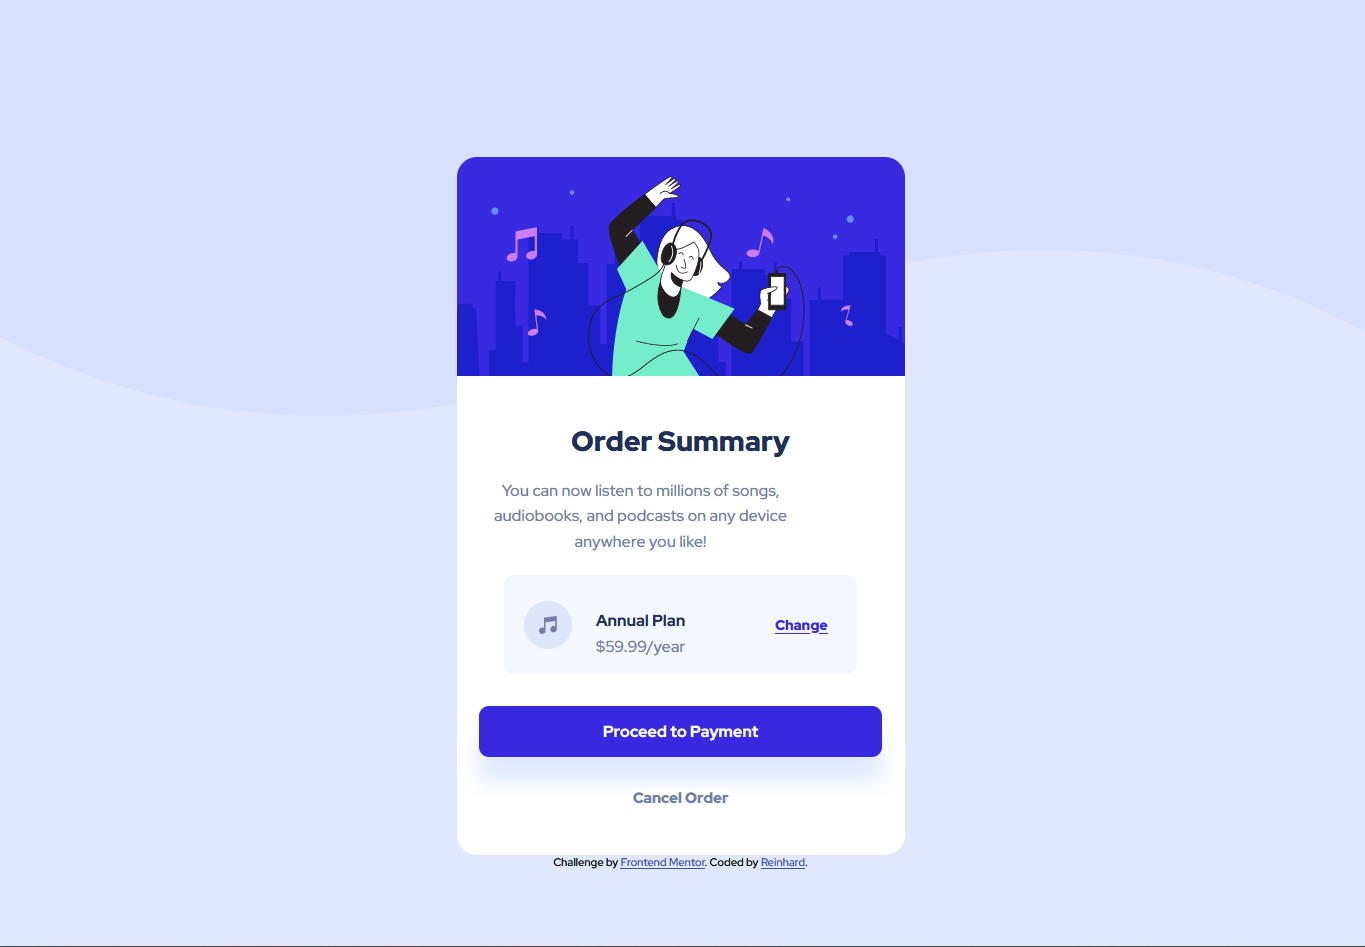 Order Summary
You can now listen to millions of songs,
audiobooks, and podcasts on any device
anywhere you like!
Annual Plan
$59.99/year
Change
Proceed to Payment
Cancel Order
Challenge by Frontend Mentor. Coded by Reinhard.